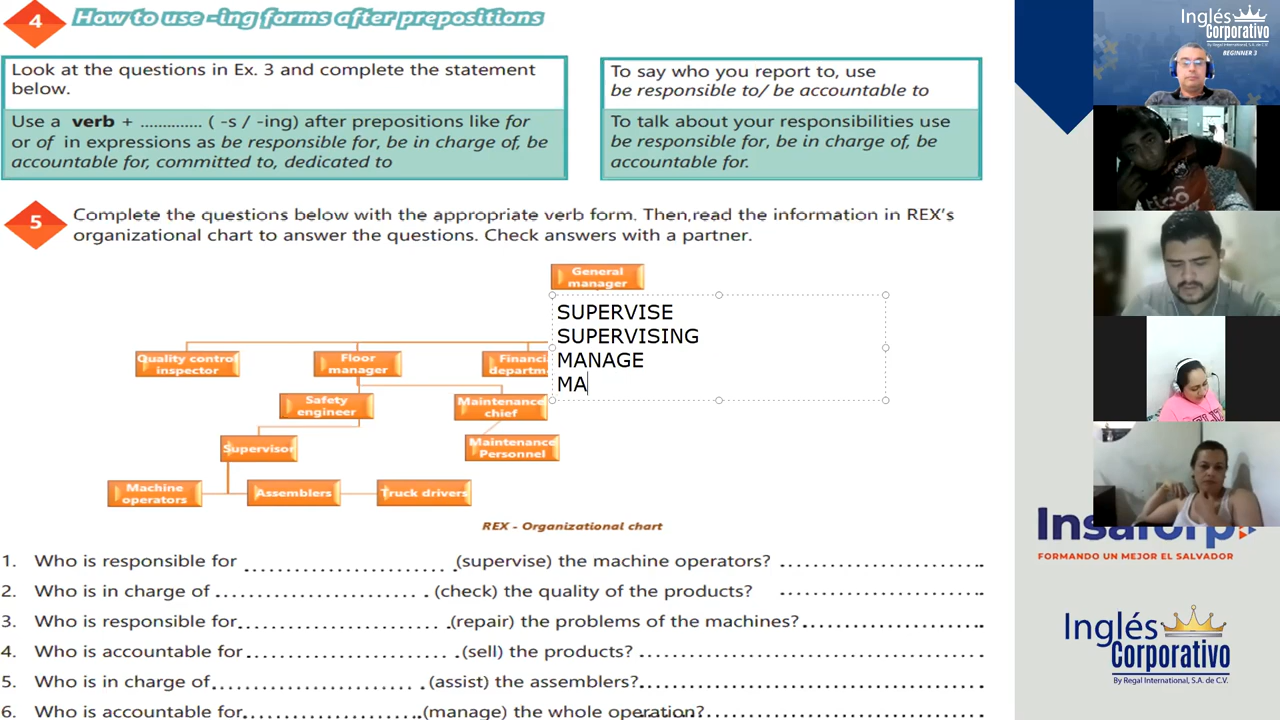 4
How to use -ing forms after prepositions
Look at the questions in Ex. 3 and complete the statement
below.
Use a verb + .............. ( -s / -ing) after prepositions like for
or of in expressions as be responsible for, be in charge of, be
accountable for, committed to, dedicated to
To say who you report to, use
be responsible to/ be accountable to
To talk about your responsibilities use
be responsible for, be in charge of, be
accountable for.
5
Complete the questions below with the appropriate verb form. Then,read the information in REX's
organizational chart to answer the questions. Check answers with a partner.
General
manager
SUPERVISE
SUPERVISING
MANAGE
MA
Quality control
inspector
Floor
manager
Safety
engineer
Maintenance
chief
Supervisor
Maintenance
Personnel
Machine
operators
Assemblers
Truck drivers
REX - Organizational chart
1. Who is responsible for ........................ (supervise) the machine operators? ........................
2. Who is in charge of ........................ (check) the quality of the products? ........................
3. Who is responsible for ........................ (repair) the problems of the machines? ........................
4. Who is accountable for ........................ (sell) the products? ........................
5. Who is in charge of ........................ (assist) the assemblers? ........................
6. Who is accountable for ........................ (manage) the whole operation? ........................
Inglés
Corporativo
By Regal International, S.A. de C.V.
BEGINNER 3
FORMANDO UN MEJOR EL SALVADOR
Inglés
Corporativo
By Regal International, S.A. de C.V.